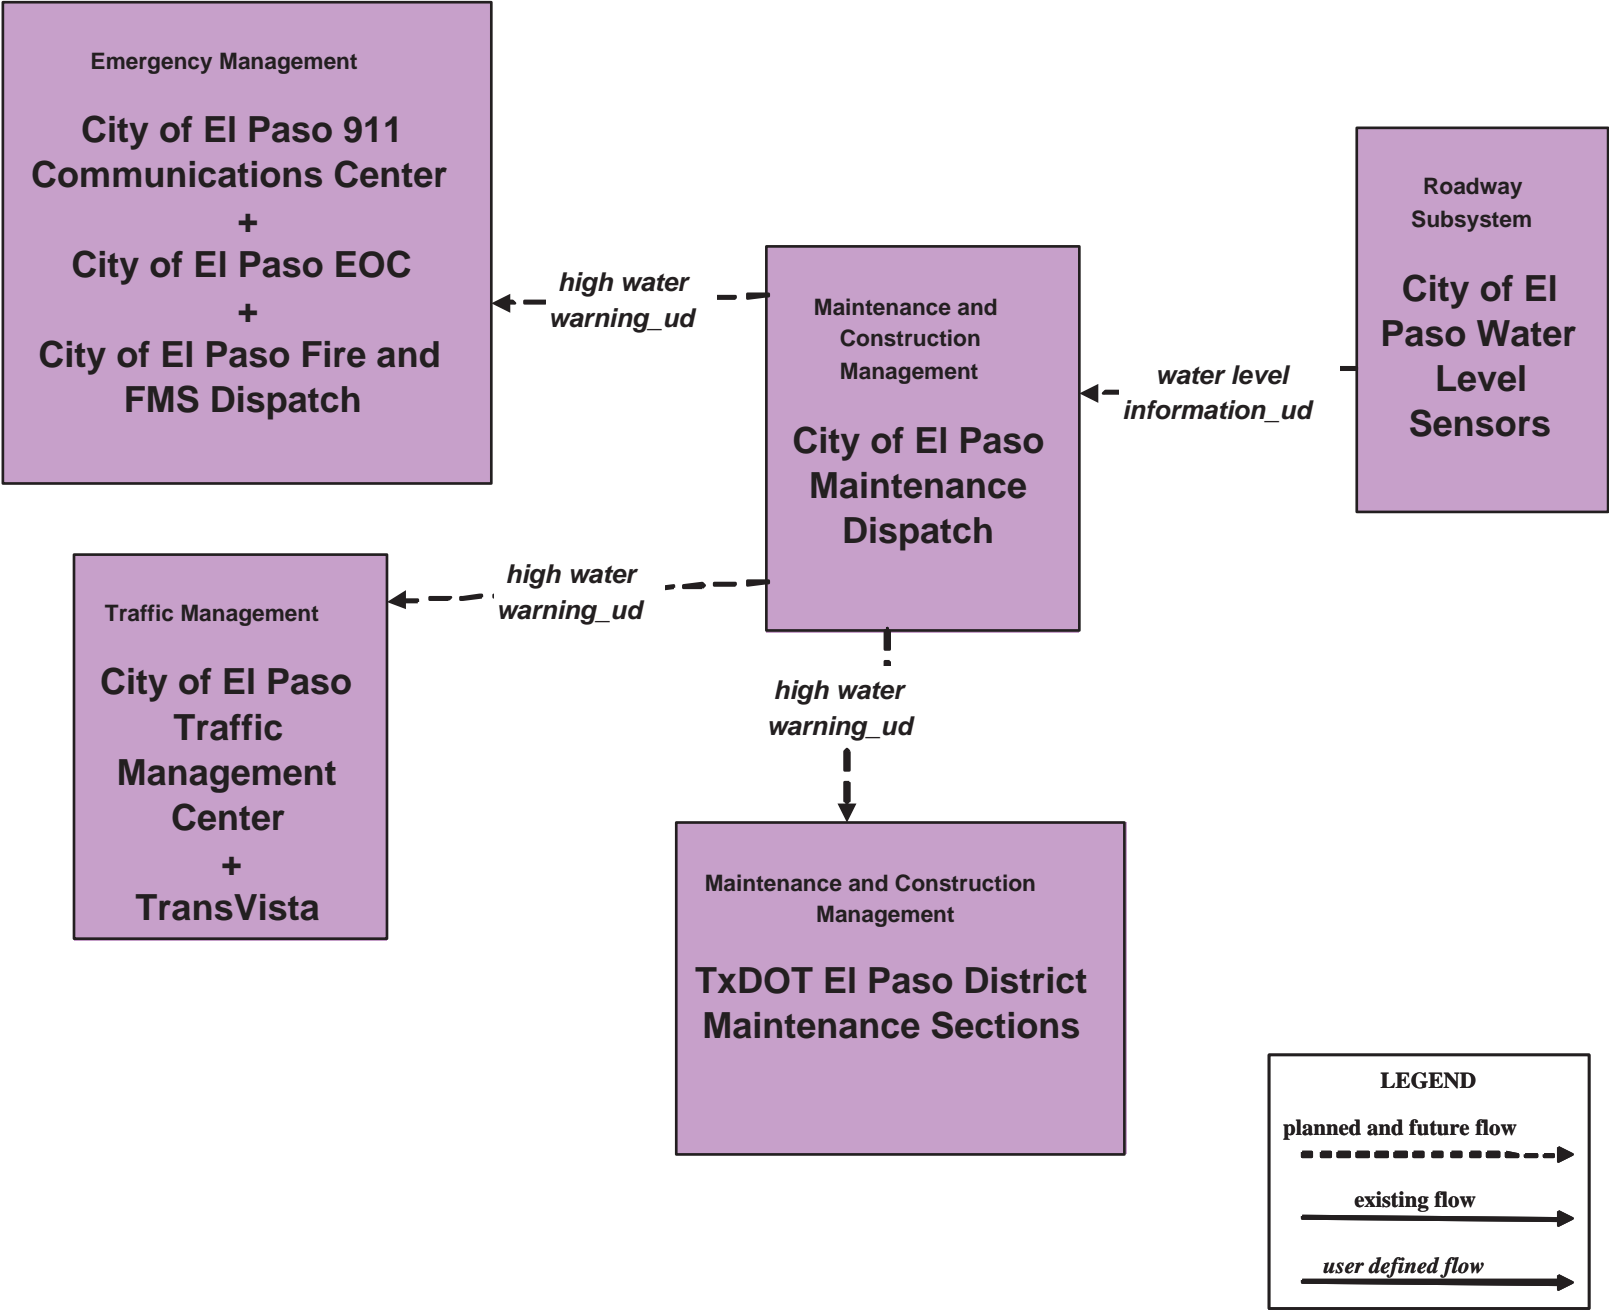 Emergency Management
City of El Paso 911
Communications Center
+
City of El Paso EOC
+
City of El Paso Fire and
FMS Dispatch
high water
warning_ud
Maintenance and
Construction
Management
City of El Paso
Maintenance
Dispatch
water level
information_ud
Roadway
Subsystem
City of El
Paso Water
Level
Sensors
Traffic Management
City of El Paso
Traffic
Management
Center
+
TransVista
high water
warning_ud
high water
warning_ud
Maintenance and Construction
Management
TxDOT El Paso District
Maintenance Sections
LEGEND
planned and future flow
existing flow
user defined flow